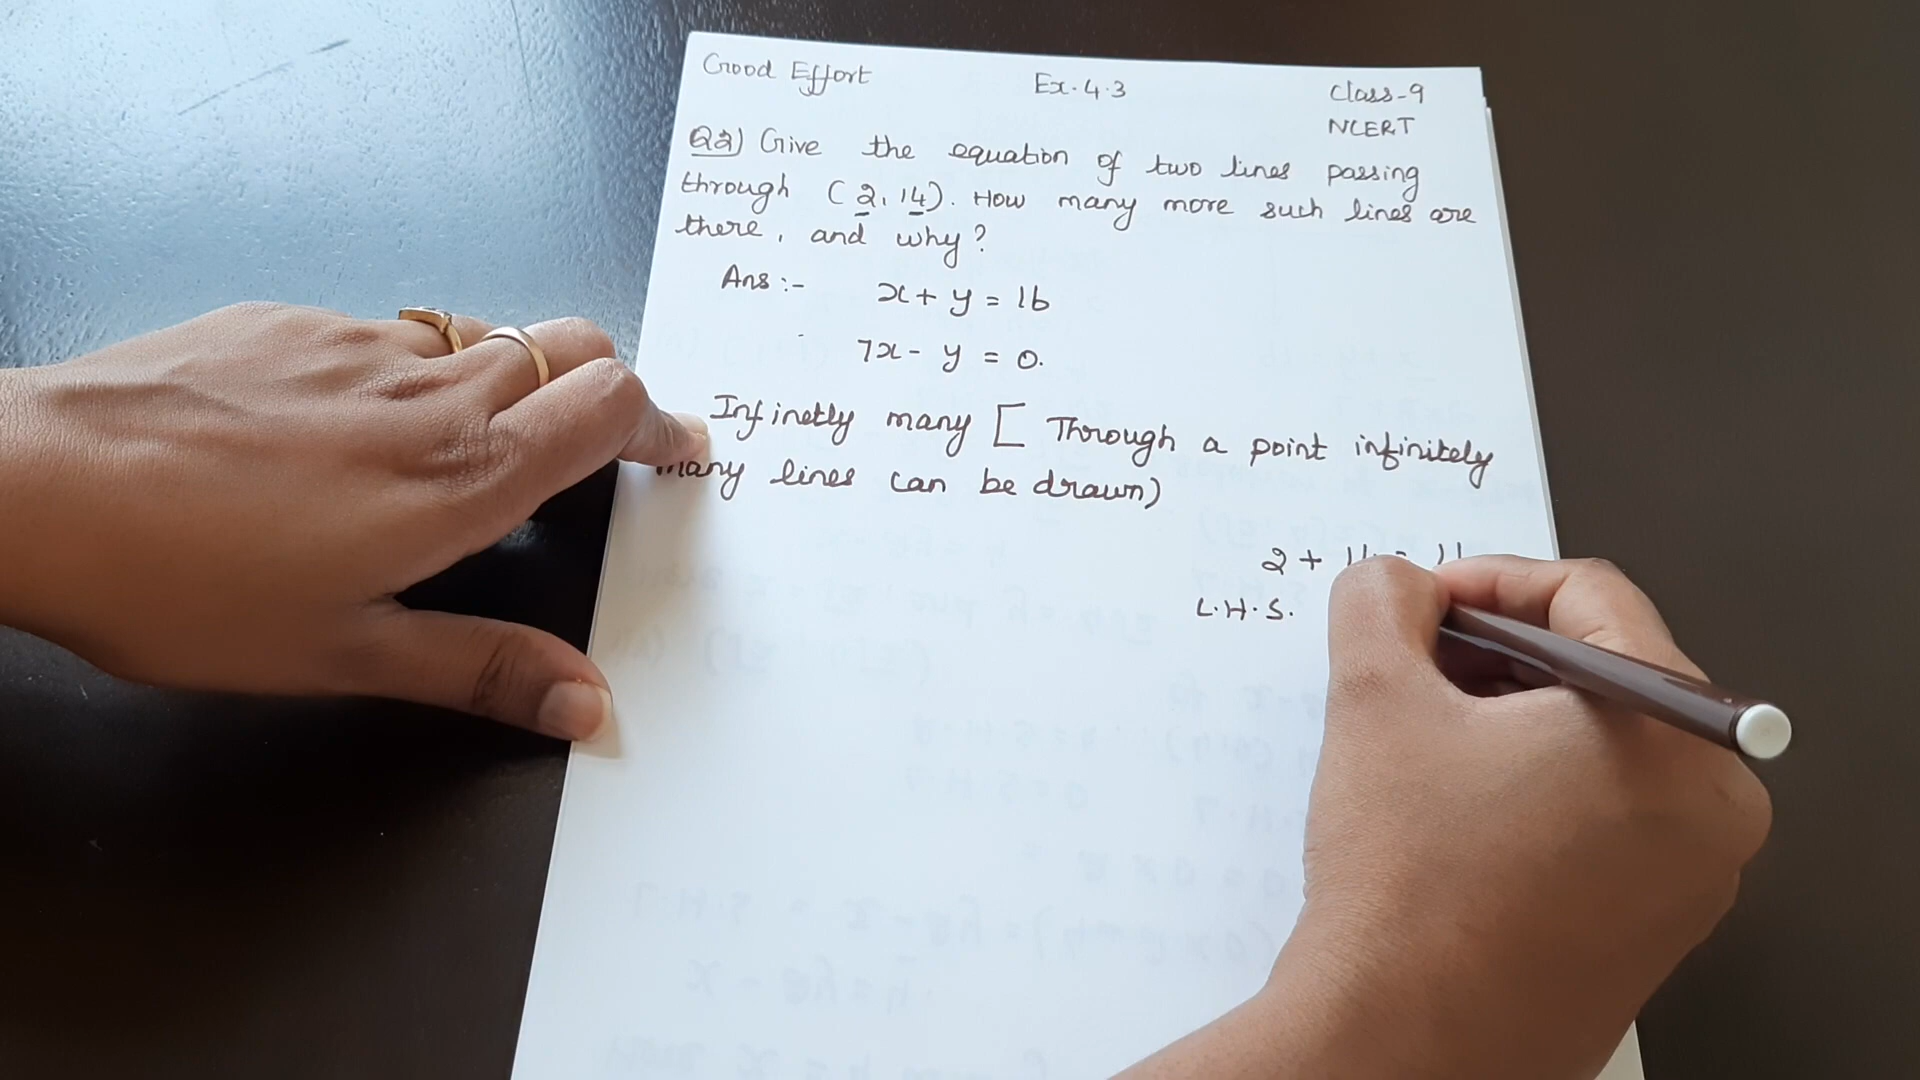 Good Effort Ex. 4.3 Class-9
NCERT
Q2) Give the equation of two lines passing
through (2, 14). How many more such lines are
there, and why?
Ans :- x + y = 16
7x - y = 0.
Infinetly many [ Through a point infinitely
many lines can be drawn)
2 +
L.H.S.